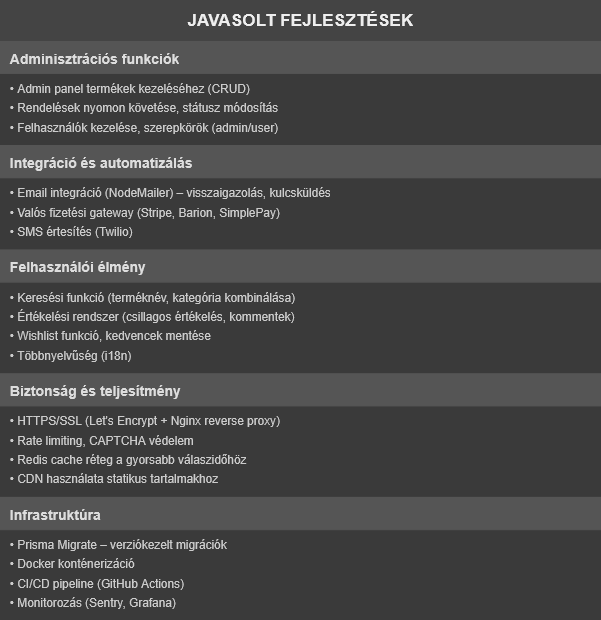 JAVASOLT FEJLESZTÉSEK
Adminisztrációs funkciók
• Admin panel termékek kezeléséhez (CRUD)
• Rendelések nyomon követése, státusz módosítás
• Felhasználók kezelése, szerepkörök (admin/user)
Integráció és automatizálás
• Email integráció (NodeMailer) – visszaigazolás, kulcsküldés
• Valós fizetési gateway (Stripe, Barion, SimplePay)
• SMS értesítés (Twilio)
Felhasználói élmény
• Keresési funkció (terméknév, kategória kombinálása)
• Értékelési rendszer (csillagos értékelés, kommentek)
• Wishlist funkció, kedvencek mentése
• Többnyelvűség (i18n)
Biztonság és teljesítmény
• HTTPS/SSL (Let's Encrypt + Nginx reverse proxy)
• Rate limiting, CAPTCHA védelem
• Redis cache réteg a gyorsabb válaszidőhöz
• CDN használata statikus tartalmakhoz
Infrastruktúra
• Prisma Migrate – verziókezelt migrációk
• Docker konténerizáció
• CI/CD pipeline (GitHub Actions)
• Monitorozás (Sentry, Grafana)